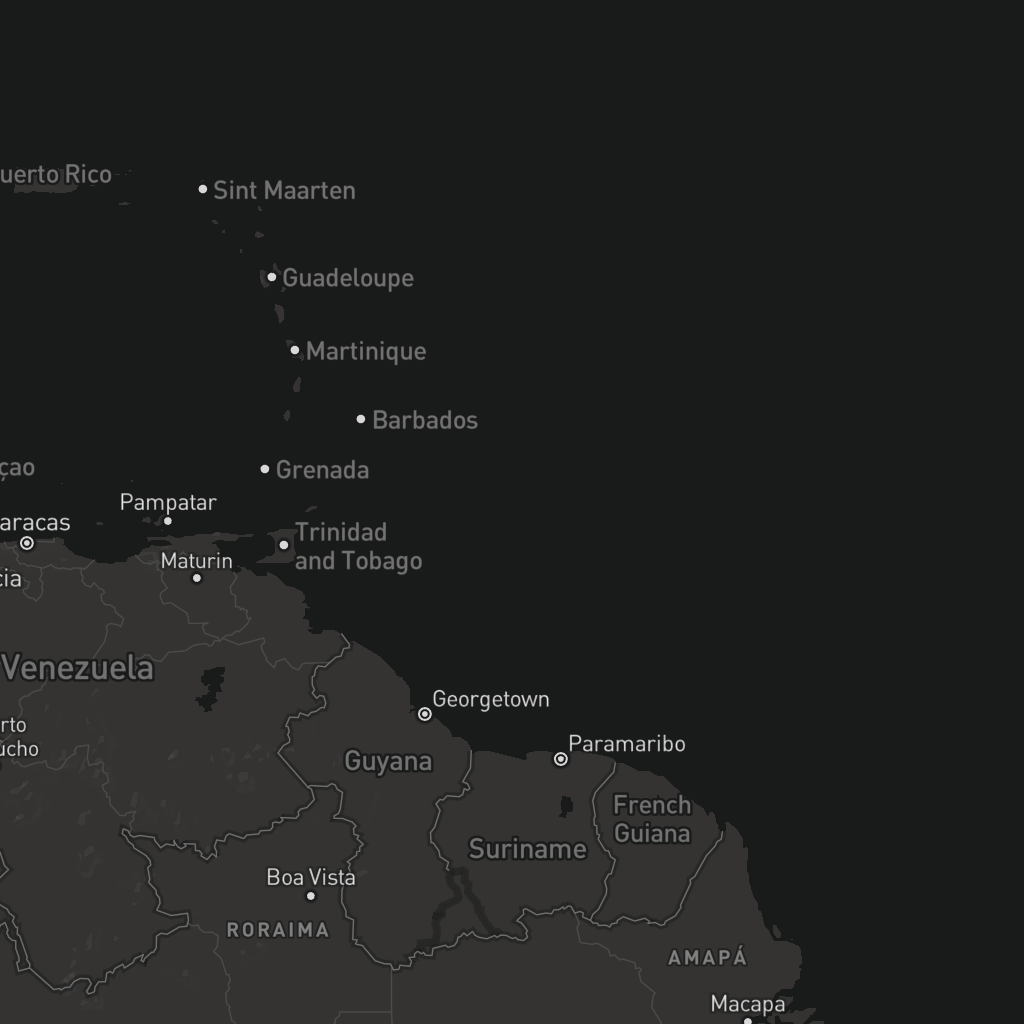 uerto Rico
Sint Maarten
Guadeloupe
Martinique
Barbados
çao
Grenada
Pampatar
aracas
Trinidad
and Tobago
Maturin
cia
Venezuela
Georgetown
rto
ucho
Paramaribo
Guyana
French
Guiana
Suriname
Boa Vista
RORAIMA
AMAPÁ
Macapa